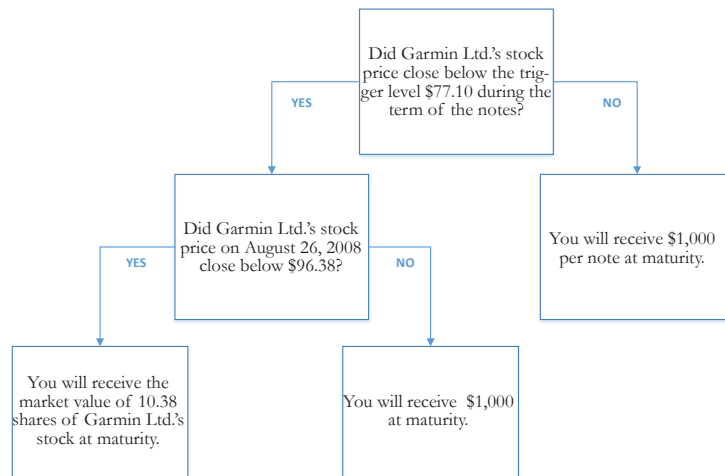 Did Garmin Ltd.'s stock
price close below the trig-
ger level $77.10 during the
term of the notes?
YES
NO
Did Garmin Ltd.'s stock
price on August 26, 2008
close below $96.38?
You will receive $1,000
per note at maturity.
YES
NO
You will receive the
market value of 10.38
shares of Garmin Ltd.'s
stock at maturity.
You will receive $1,000
at maturity.